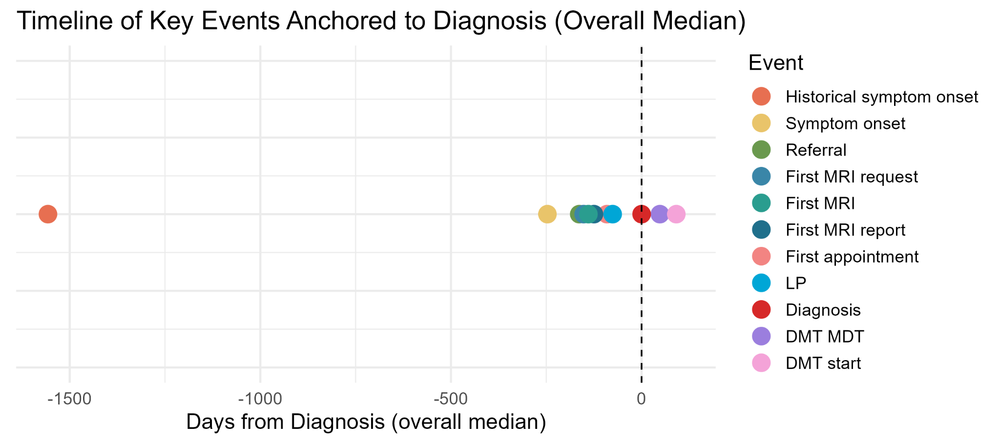 Timeline of Key Events Anchored to Diagnosis (Overall Median)
Event
Historical symptom onset
Symptom onset
Referral
First MRI request
First MRI
First MRI report
First appointment
LP
Diagnosis
DMT MDT
DMT start
-1500 -1000 -500 0
Days from Diagnosis (overall median)